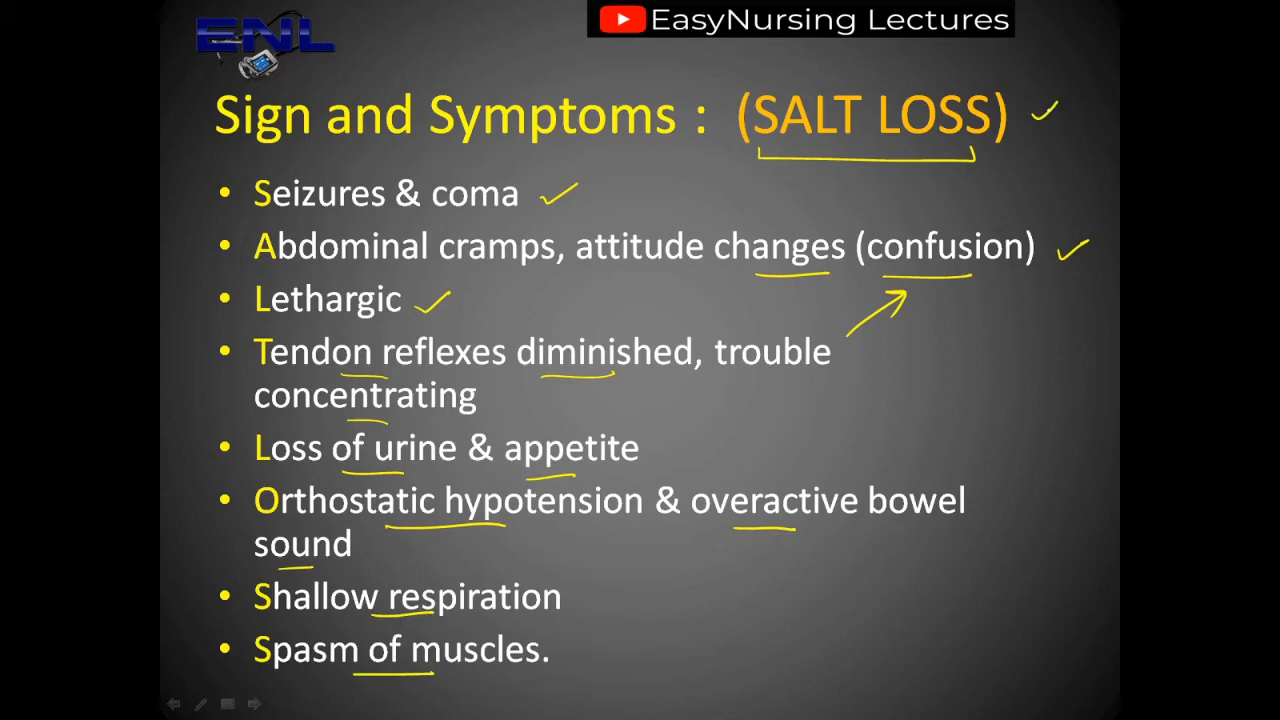 ENL
EasyNursing Lectures
Sign and Symptoms : (SALT LOSS)
• Seizures & coma
• Abdominal cramps, attitude changes (confusion)
• Lethargic
• Tendon reflexes diminished, trouble
concentrating
• Loss of urine & appetite
• Orthostatic hypotension & overactive bowel
sound
• Shallow respiration
• Spasm of muscles.